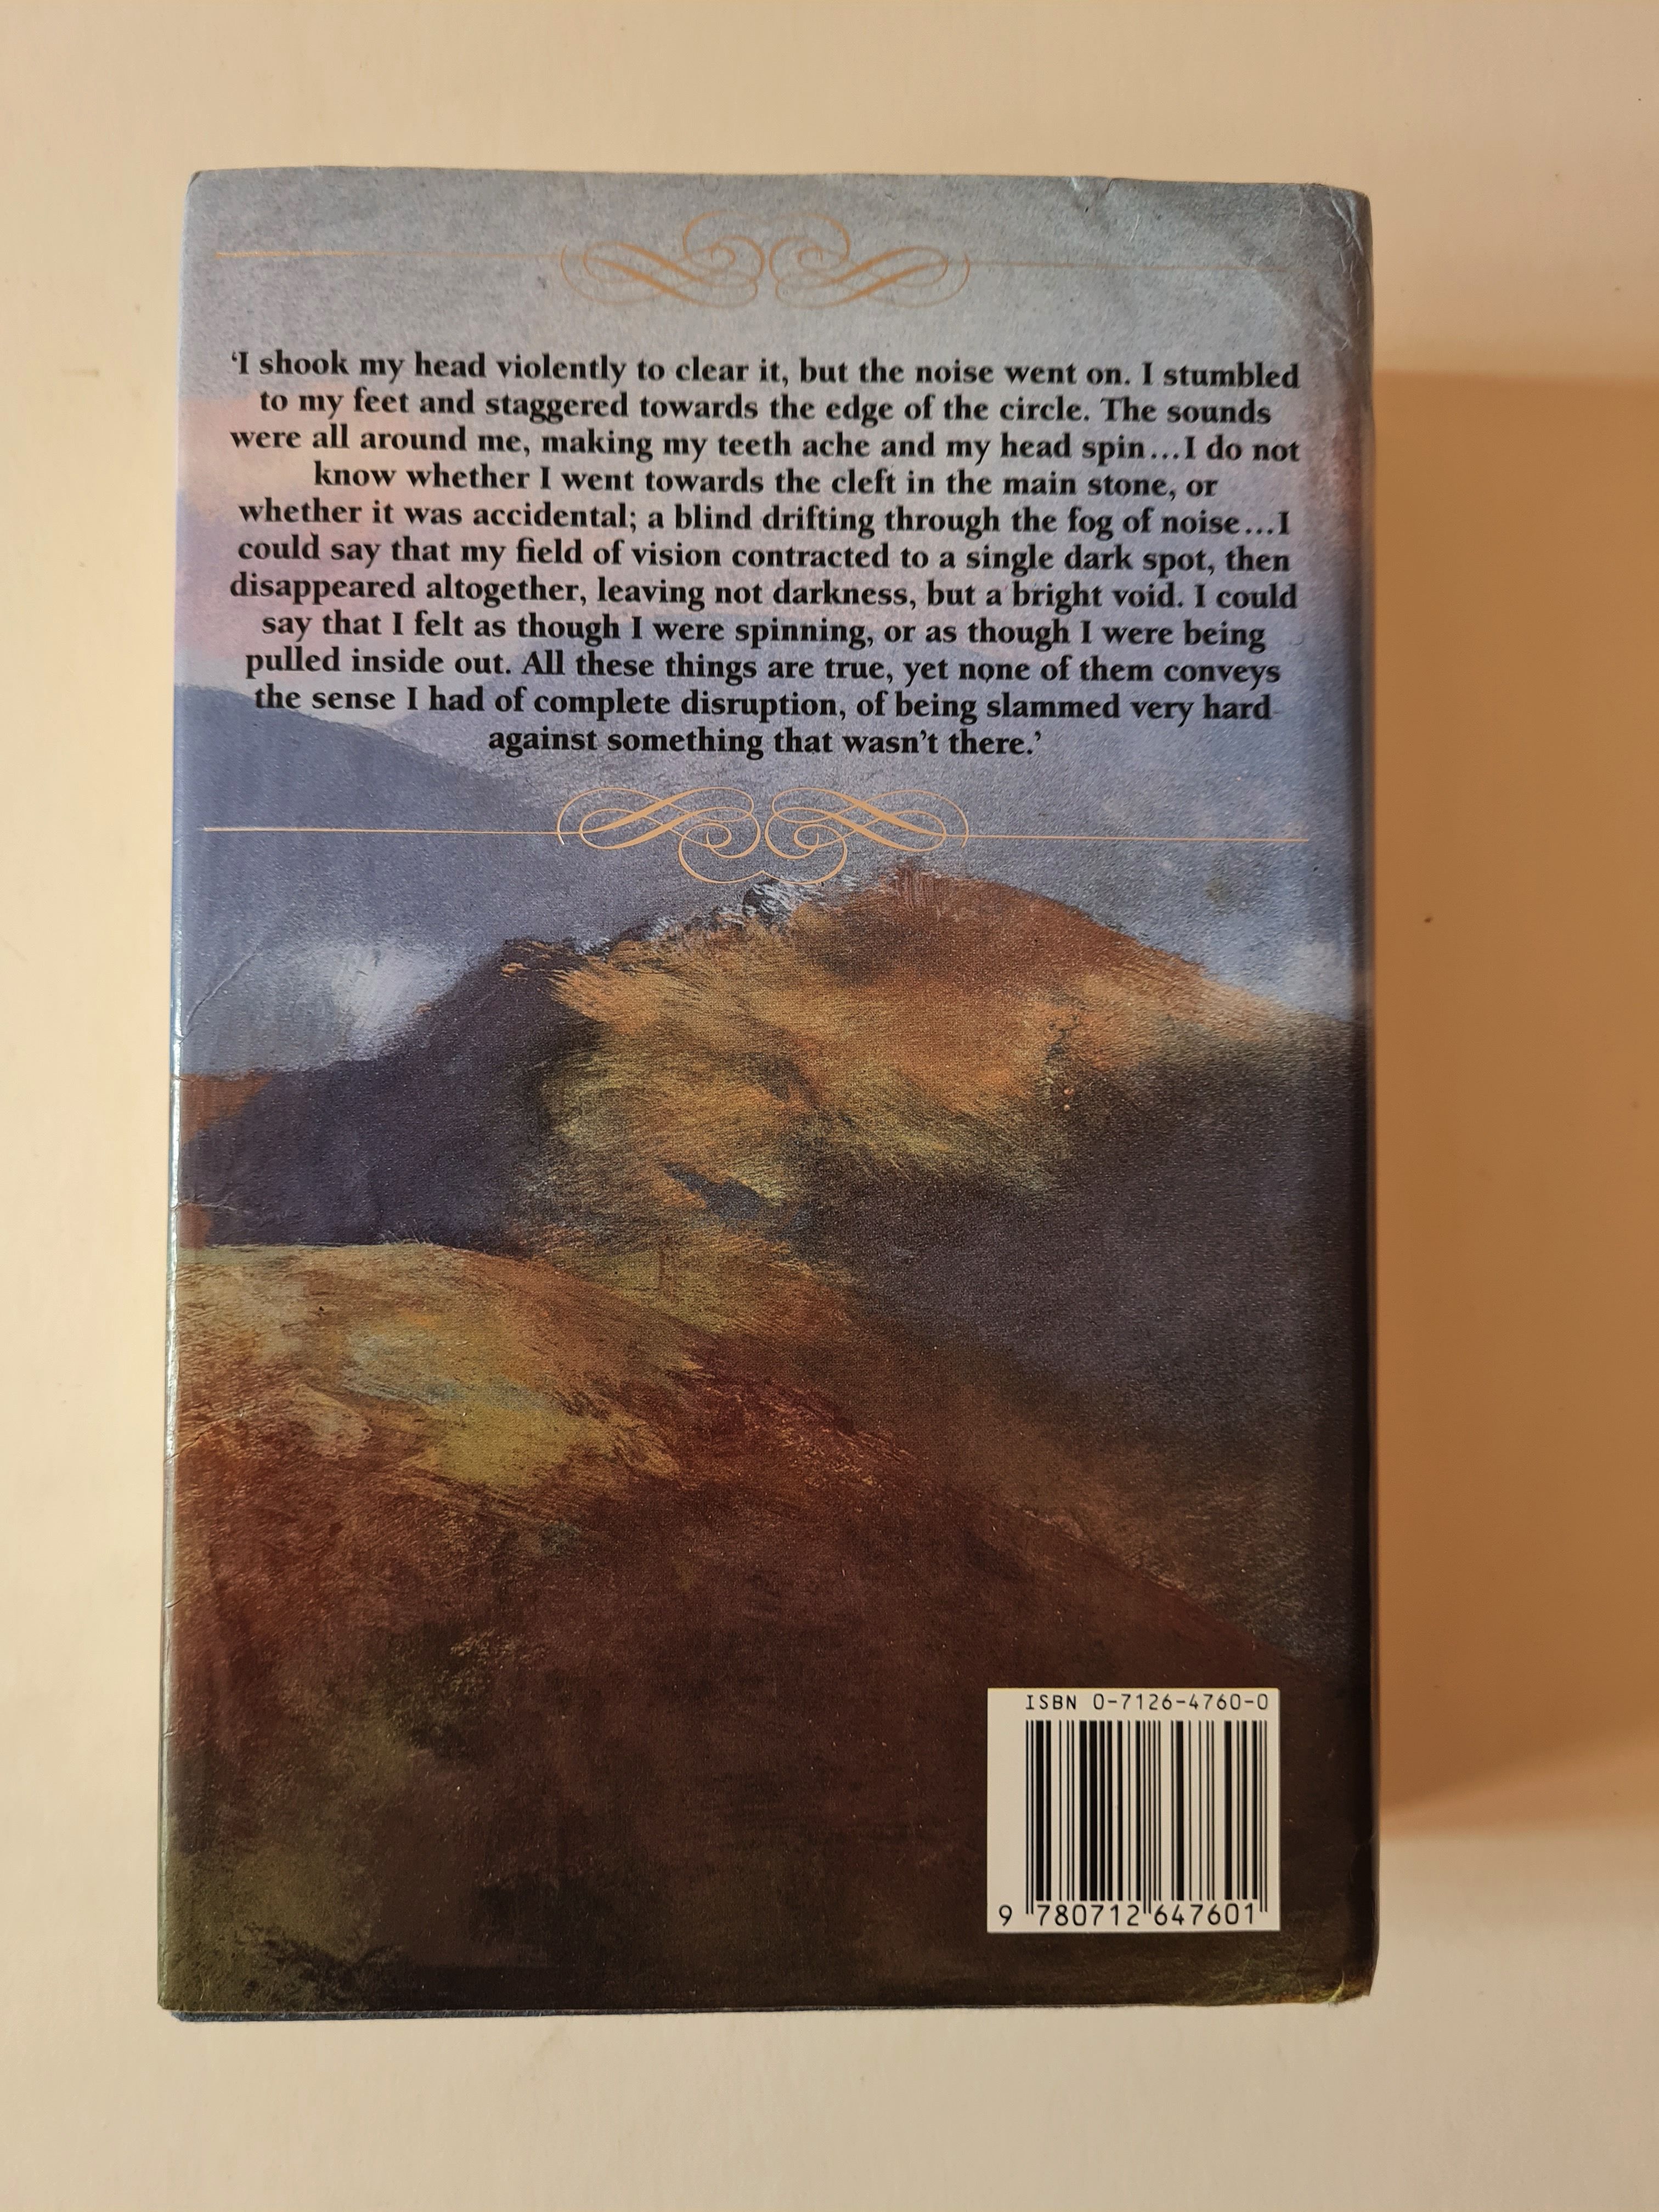 ‘I shook my head violently to clear it, but the noise went on. I stumbled
to my feet and staggered towards the edge of the circle. The sounds
were all around me, making my teeth ache and my head spin...I do not
know whether I went towards the cleft in the main stone, or
whether it was accidental; a blind drifting through the fog of noise...I
could say that my field of vision contracted to a single dark spot, then
disappeared altogether, leaving not darkness, but a bright void. I could
say that I felt as though I were spinning, or as though I were being
pulled inside out. All these things are true, yet none of them conveys
the sense I had of complete disruption, of being slammed very hard
against something that wasn’t there.’
ISBN 0-7126-4760-0
9 780712 647601